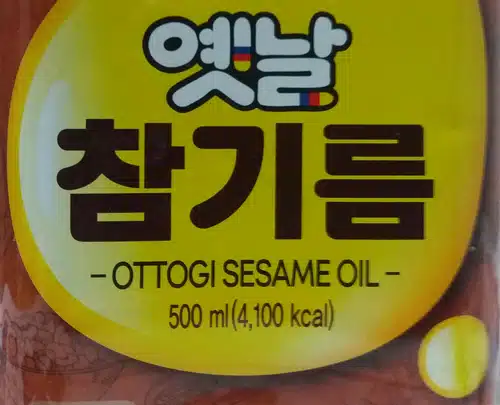 옛날
참기름
- OTTOGI SESAME OIL -
500 ml(4,100 kcal)